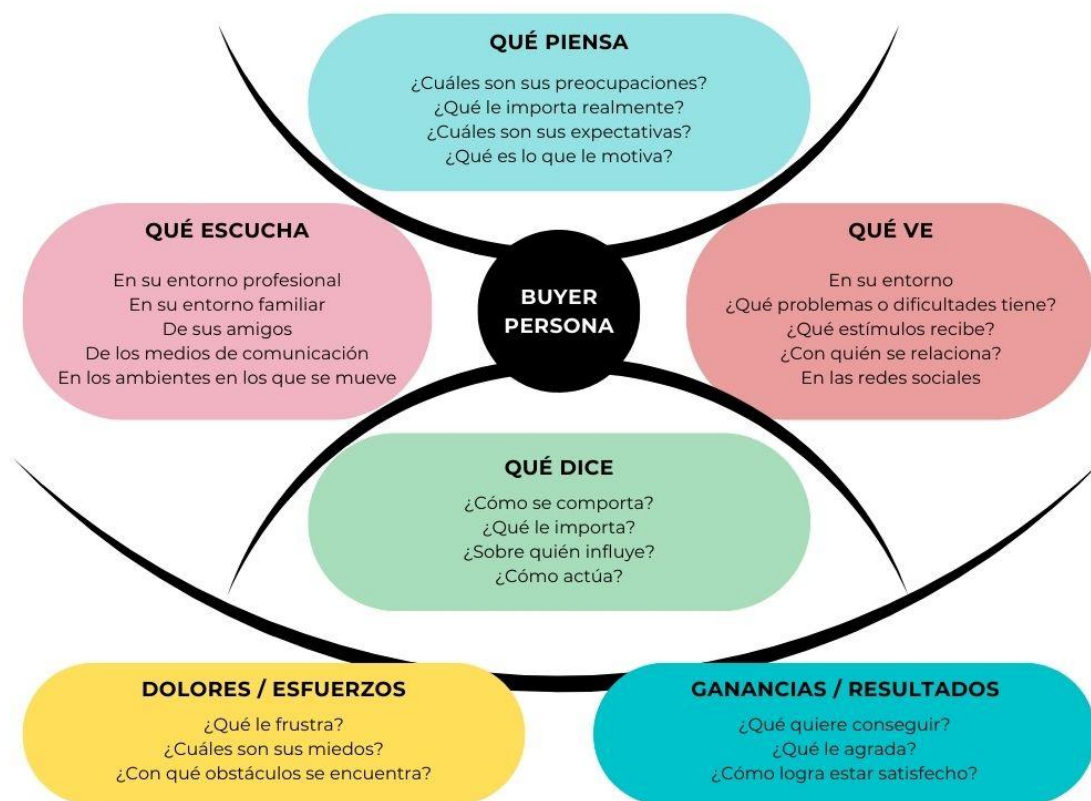 QUÉ PIENSA
¿Cuáles son sus preocupaciones?
¿Qué le importa realmente?
¿Cuáles son sus expectativas?
¿Qué es lo que le motiva?
QUÉ ESCUCHA
En su entorno profesional
En su entorno familiar
De sus amigos
De los medios de comunicación
En los ambientes en los que se mueve
BUYER
PERSONA
QUÉ VE
En su entorno
¿Qué problemas o dificultades tiene?
¿Qué estímulos recibe?
¿Con quién se relaciona?
En las redes sociales
QUÉ DICE
¿Cómo se comporta?
¿Qué le importa?
¿Sobre quién influye?
¿Cómo actúa?
DOLORES / ESFUERZOS
¿Qué le frustra?
¿Cuáles son sus miedos?
¿Con qué obstáculos se encuentra?
GANANCIAS / RESULTADOS
¿Qué quiere conseguir?
¿Qué le agrada?
¿Cómo logra estar satisfecho?